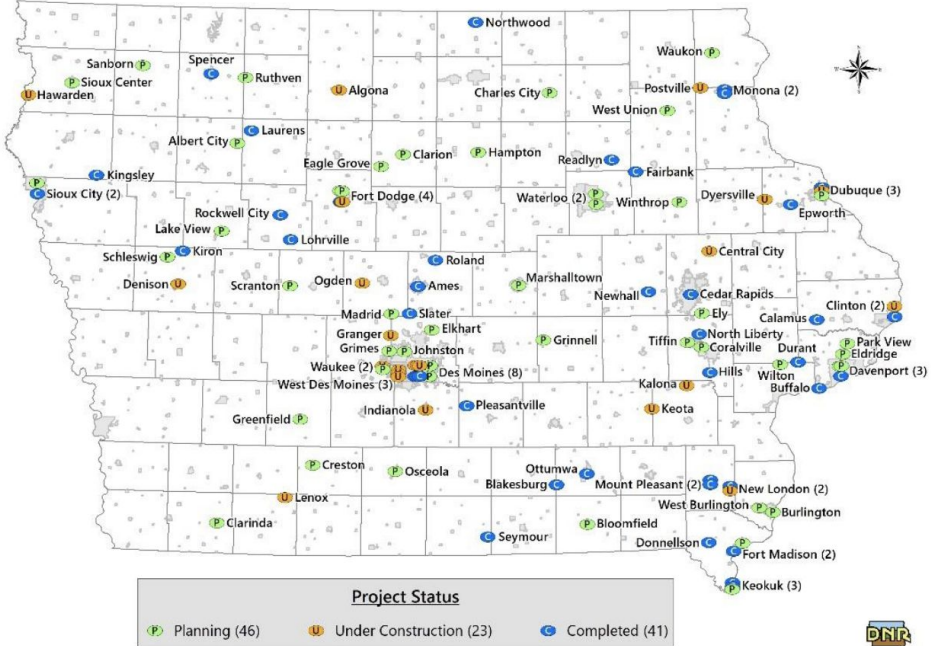 Northwood
Waukon P
Sanborn P
Spencer
C
P Ruthven
P Sioux Center
U Hawarden
U Algona
Charles City P
Postville U
C Monona (2)
West Union P
C Laurens
Albert City P
Eagle Grove P
P Clarion
P Hampton
Readlyn C
C Fairbank
C Kingsley
P
C Sioux City (2)
P
U Fort Dodge (4)
Waterloo (2) P
P
Winthrop P
Dyersville U
U
P Dubuque (3)
C
Epworth
Rockwell City C
Lake View P
C Lohrville
Schleswig P
C Kiron
C Roland
U Central City
Denison U
Scranton P
Ogden U
C Ames
P Marshalltown
Newhall C
C Cedar Rapids
Clinton (2) U
C
Madrid P
C Slater
P Ely
Calamus C
Granger U
P Elkhart
P Grinnell
C North Liberty
Tiffin P
P Coralville
Grimes P
P Johnston
Durant
C
P Park View
P Eldridge
Waukee (2) P
West Des Moines (3) U
U
C P Des Moines (8)
C Hills
Wilton P
P
C Davenport (3)
Buffalo C
Kalona U
Indianola U
C Pleasantville
Keota U
Greenfield P
P Creston
P Osceola
Ottumwa
C
Blakesburg C
Mount Pleasant (2) C
U New London (2)
U Lenox
West Burlington P
P Burlington
P Clarinda
P Bloomfield
C Seymour
Donnellson C
P
C Fort Madison (2)
C Keokuk (3)
P
Project Status
P Planning (46)
U Under Construction (23)
C Completed (41)
DNR